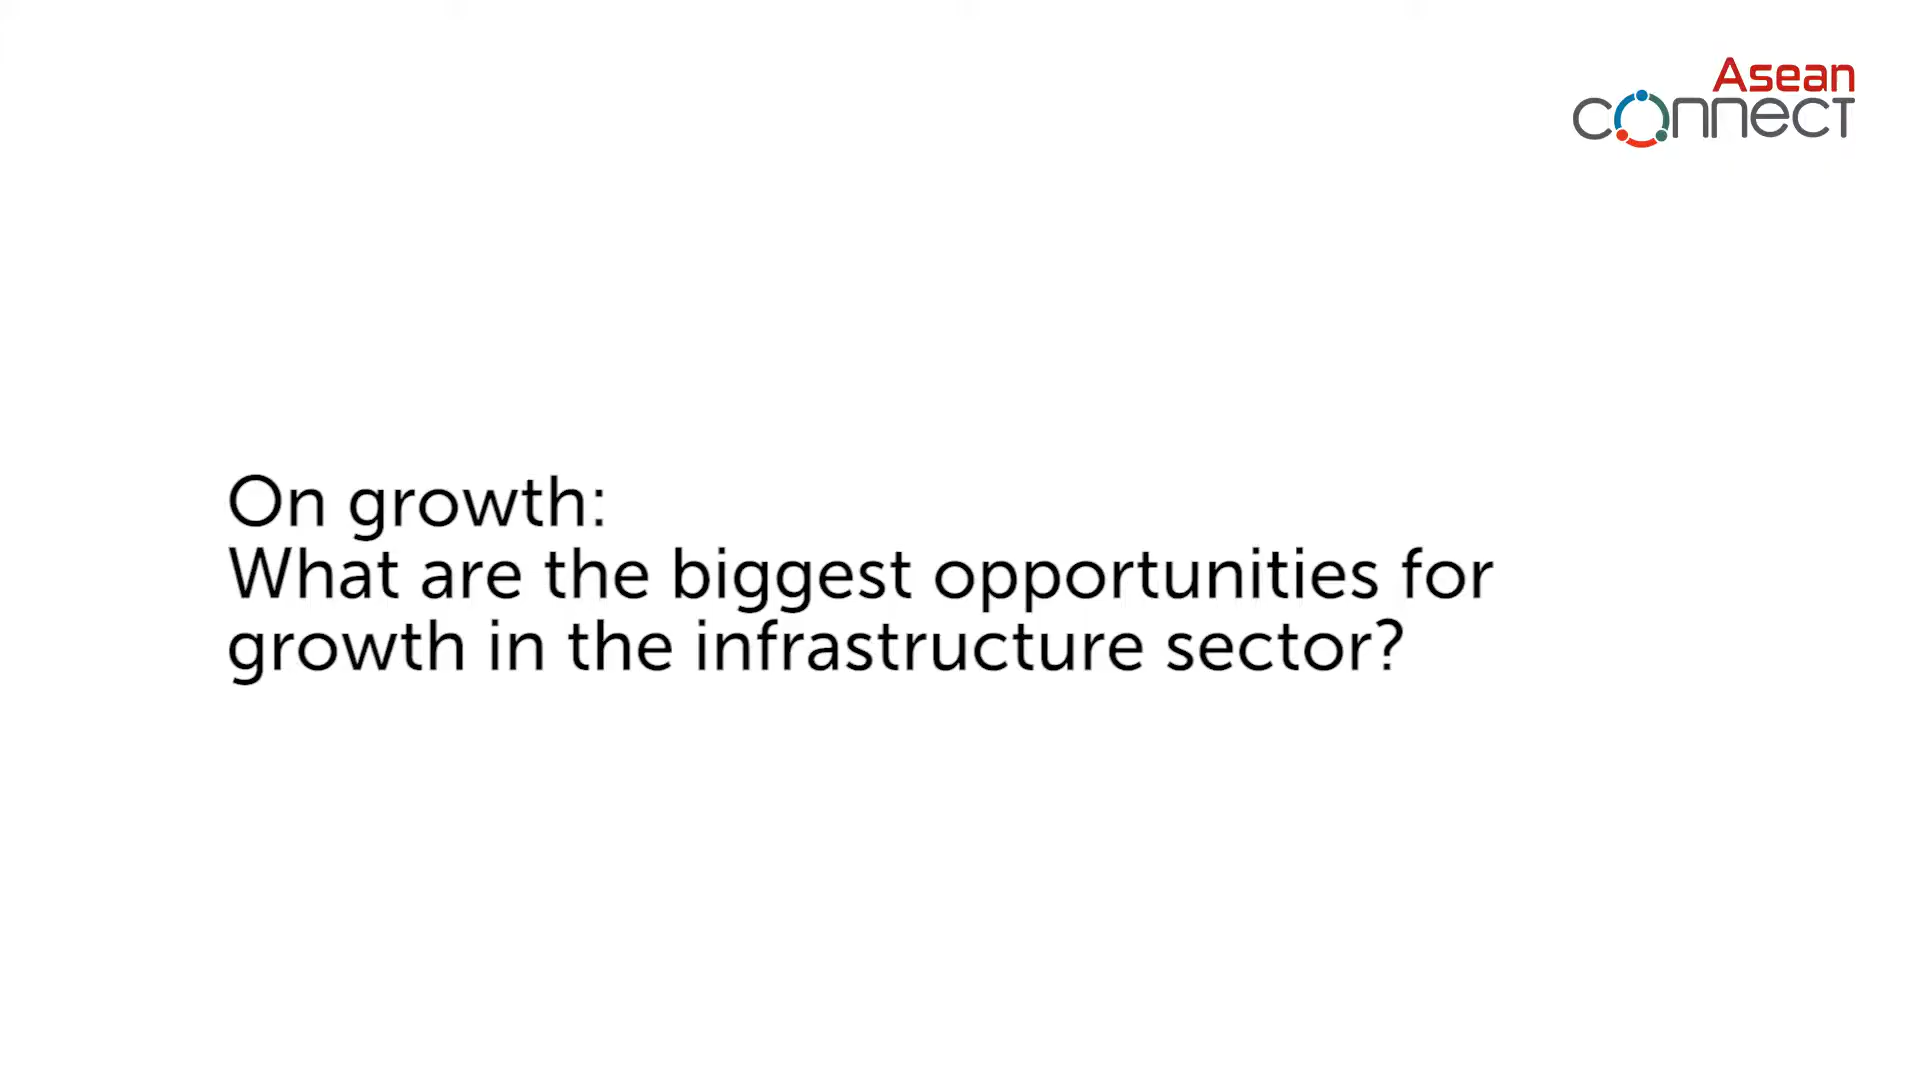 Asean
connect
On growth:
What are the biggest opportunities for
growth in the infrastructure sector?